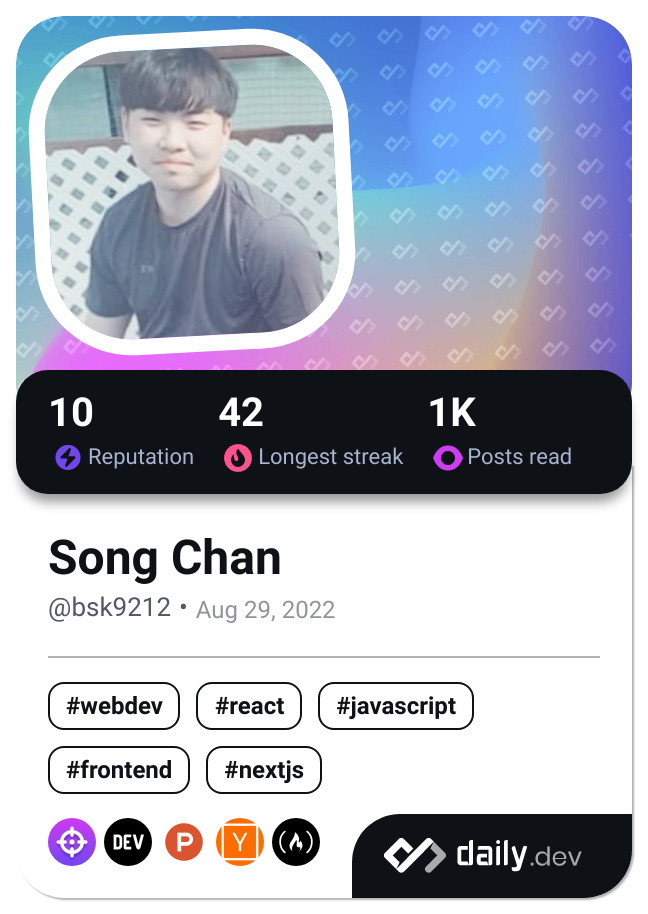 10 42 1K
Reputation Longest streak Posts read
Song Chan
@bsk9212 • Aug 29, 2022
#webdev #react #javascript
#frontend #nextjs
DEV P Y
daily.dev